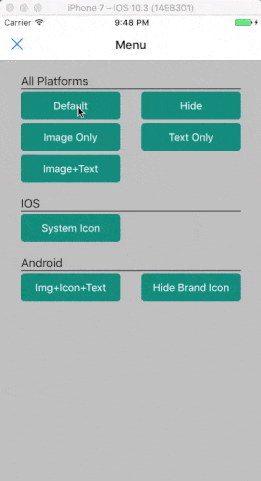 iPhone 7 – iOS 10.3 (14E8301)
Carrier 9:48 PM
Menu
All Platforms
Default Hide
Image Only Text Only
Image+Text
IOS
System Icon
Android
Img+Icon+Text Hide Brand Icon